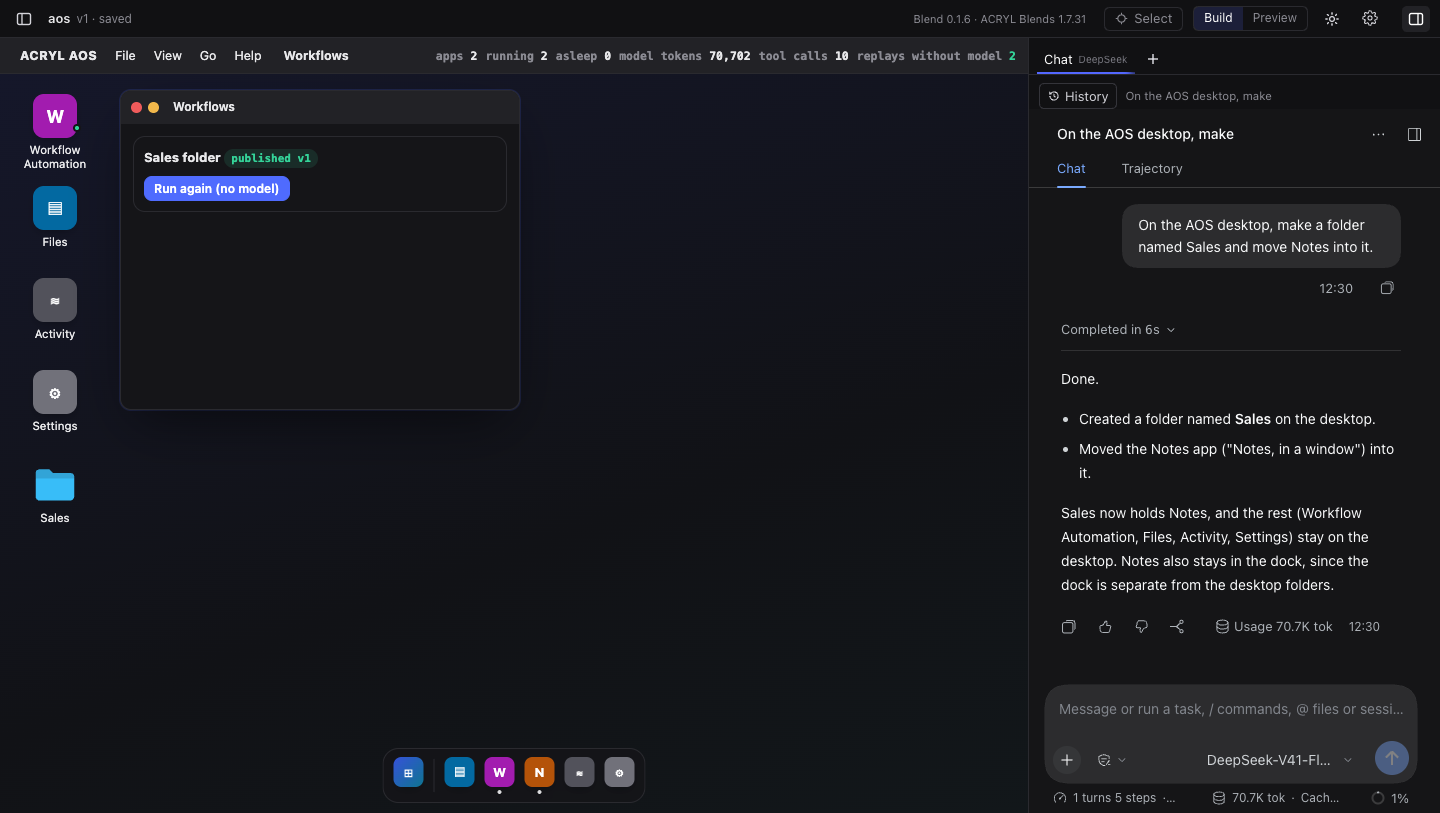 aos v1 · saved
Blend 0.1.6 · ACRYL Blends 1.7.31
Select
Build
Preview
ACRYL AOS File View Go Help Workflows
apps 2 running 2 asleep 0 model tokens 70,702 tool calls 10 replays without model 2
W
Workflow
Automation
Files
Activity
Settings
Sales
Workflows
Sales folder published v1
Run again (no model)
W
N
Chat DeepSeek
History
On the AOS desktop, make
On the AOS desktop, make
Chat
Trajectory
On the AOS desktop, make a folder
named Sales and move Notes into it.
12:30
Completed in 6s
Done.
Created a folder named Sales on the desktop.
Moved the Notes app ("Notes, in a window") into
it.
Sales now holds Notes, and the rest (Workflow
Automation, Files, Activity, Settings) stay on the
desktop. Notes also stays in the dock, since the
dock is separate from the desktop folders.
Usage 70.7K tok 12:30
Message or run a task, / commands, @ files or sessi...
DeepSeek-V41-Fl...
1 turns 5 steps ·...
70.7K tok · Cach...
1%